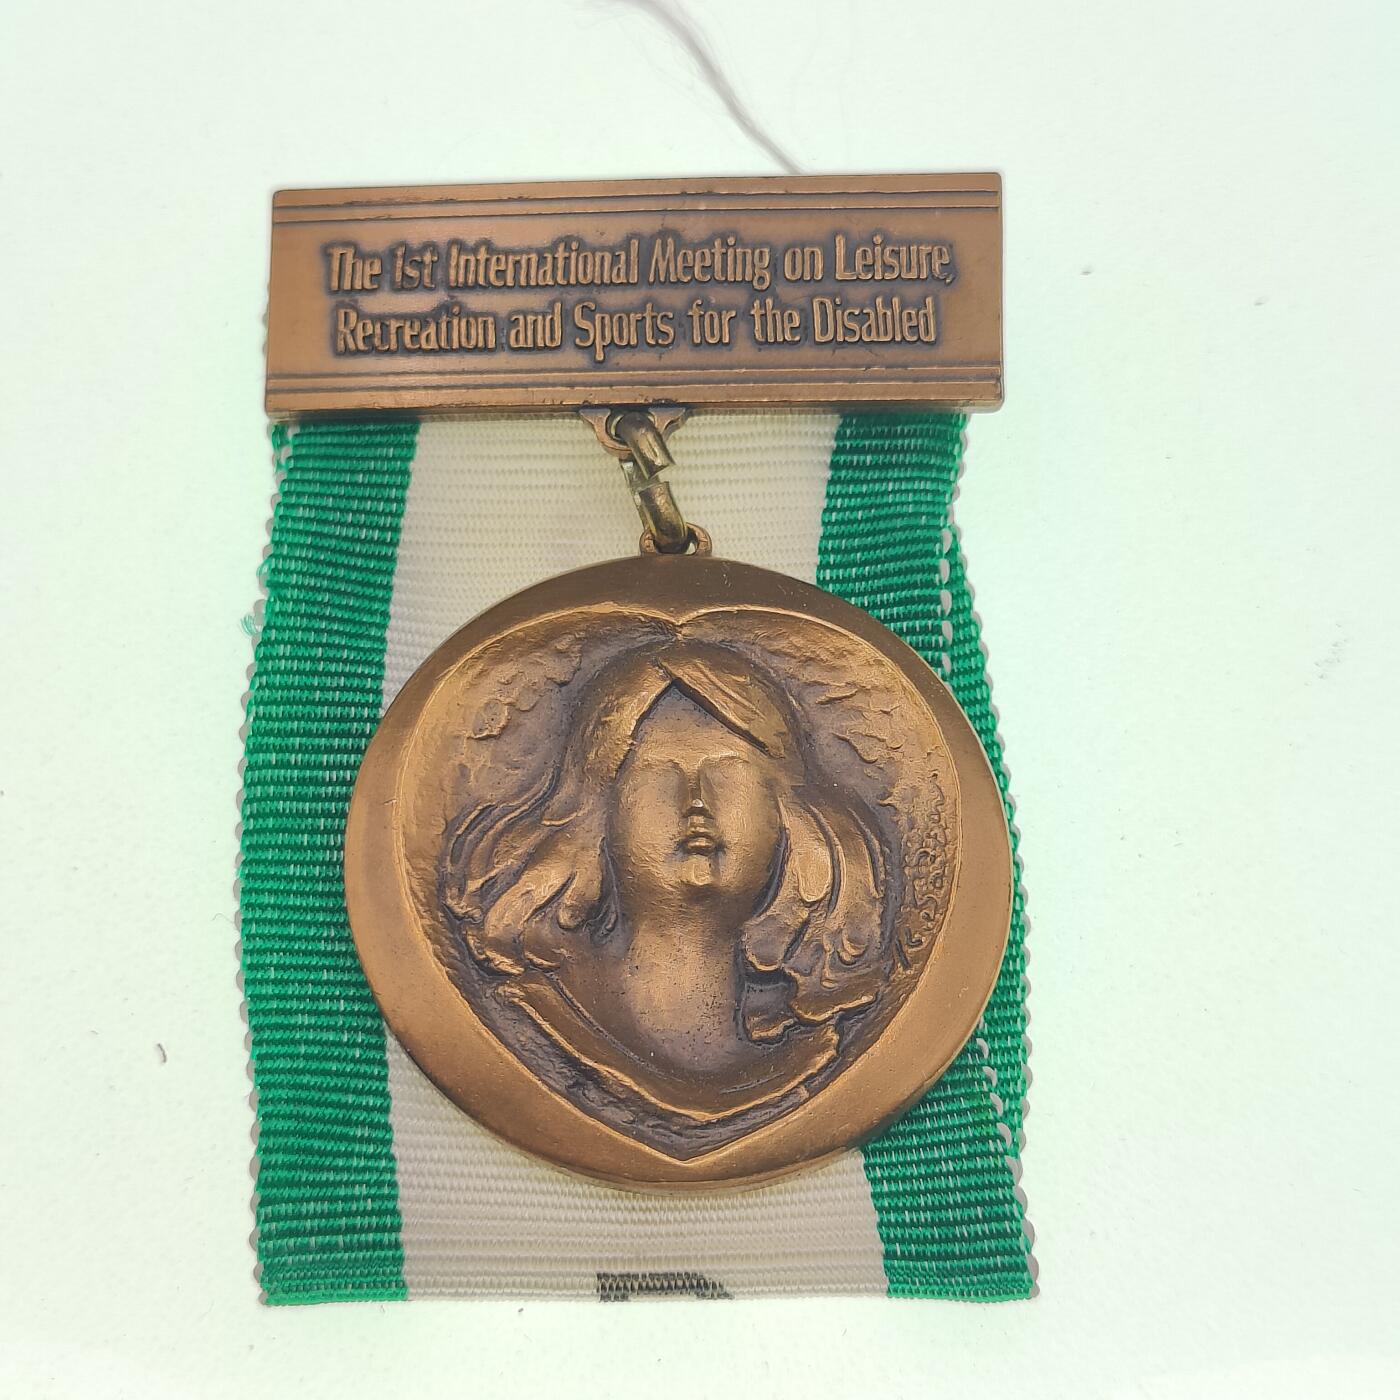 The 1st International Meeting on Leisure,
Recreation and Sports for the Disabled